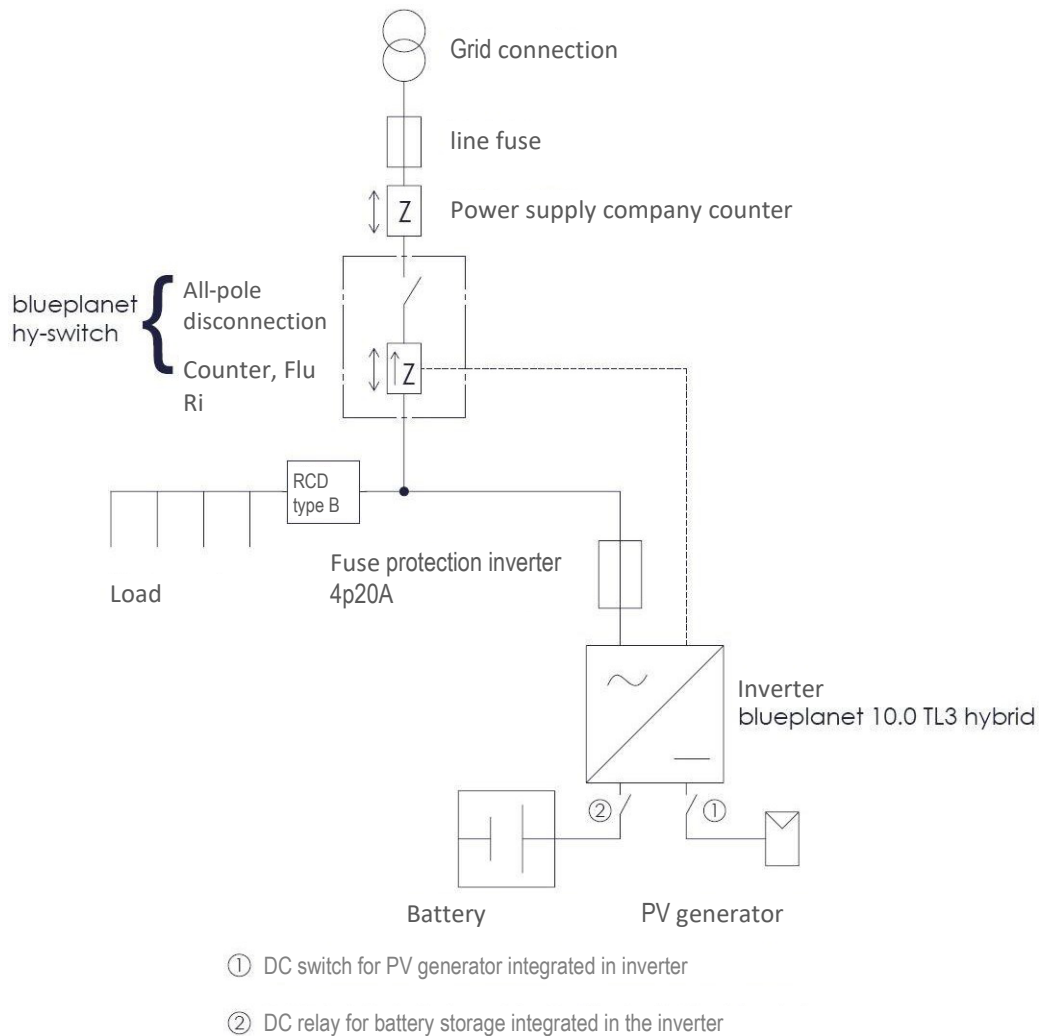 Grid connection
line fuse
Z
Power supply company counter
blueplanet
hy-switch
All-pole
disconnection
Counter, Flu
Ri
Z
RCD
type B
Load
Fuse protection inverter
4p20A
Inverter
blueplanet 10.0 TL3 hybrid
②
①
Battery
PV generator
① DC switch for PV generator integrated in inverter
② DC relay for battery storage integrated in the inverter